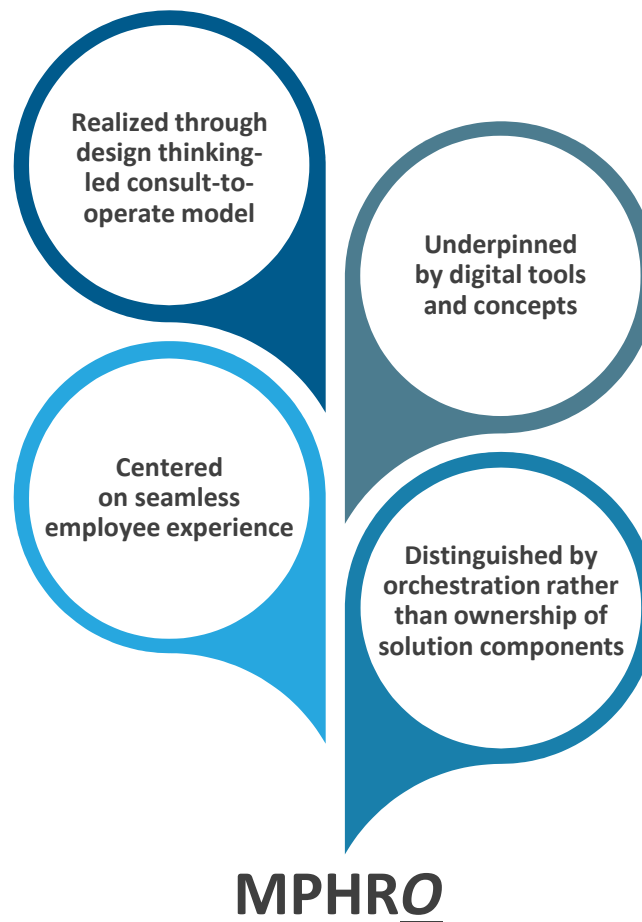 Realized through
design thinking-
led consult-to-
operate model
Underpinned
by digital tools
and concepts
Centered
on seamless
employee experience
Distinguished by
orchestration rather
than ownership of
solution components
MPHRO